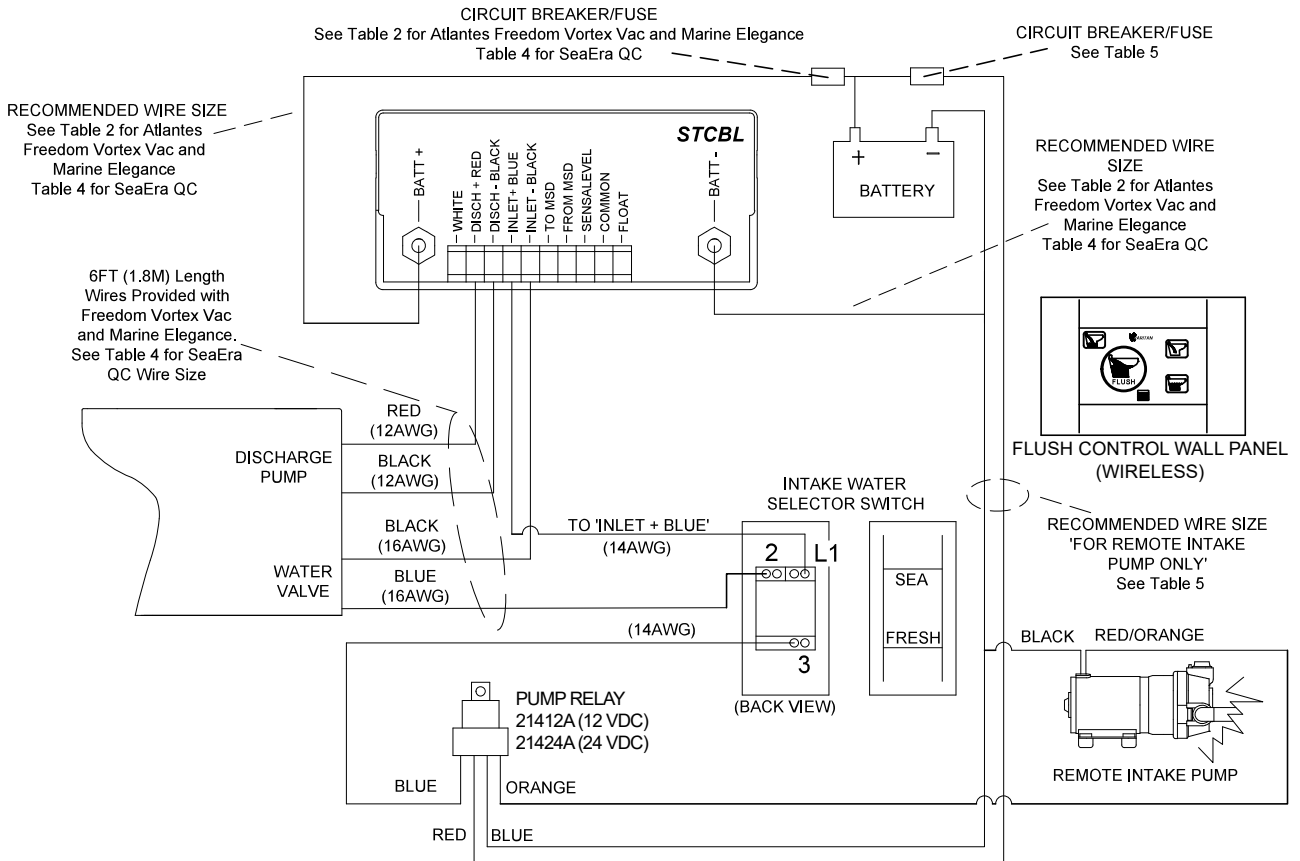 CIRCUIT BREAKER/FUSE
See Table 2 for Atlantes Freedom Vortex Vac and Marine Elegance
Table 4 for SeaEra QC
CIRCUIT BREAKER/FUSE
See Table 5
RECOMMENDED WIRE SIZE
See Table 2 for Atlantes
Freedom Vortex Vac and
Marine Elegance
Table 4 for SeaEra QC
STCBL
BATT +
WHITE
DISCH + RED
DISCH - BLACK
INLET+ BLUE
INLET - BLACK
TO MSD
FROM MSD
SENSALEVEL
COMMON
FLOAT
BATT -
+ −
BATTERY
RECOMMENDED WIRE
SIZE
See Table 2 for Atlantes
Freedom Vortex Vac and
Marine Elegance
Table 4 for SeaEra QC
6FT (1.8M) Length
Wires Provided with
Freedom Vortex Vac
and Marine Elegance.
See Table 4 for SeaEra
QC Wire Size
FLUSH
FLUSH CONTROL WALL PANEL
(WIRELESS)
DISCHARGE
PUMP
RED
(12AWG)
BLACK
(12AWG)
BLACK
(16AWG)
WATER
VALVE
BLUE
(16AWG)
TO 'INLET + BLUE'
(14AWG)
(14AWG)
INTAKE WATER
SELECTOR SWITCH
2 L1
3
(BACK VIEW)
SEA
FRESH
RECOMMENDED WIRE SIZE
'FOR REMOTE INTAKE
PUMP ONLY'
See Table 5
BLACK RED/ORANGE
REMOTE INTAKE PUMP
PUMP RELAY
21412A (12 VDC)
21424A (24 VDC)
BLUE ORANGE
RED BLUE